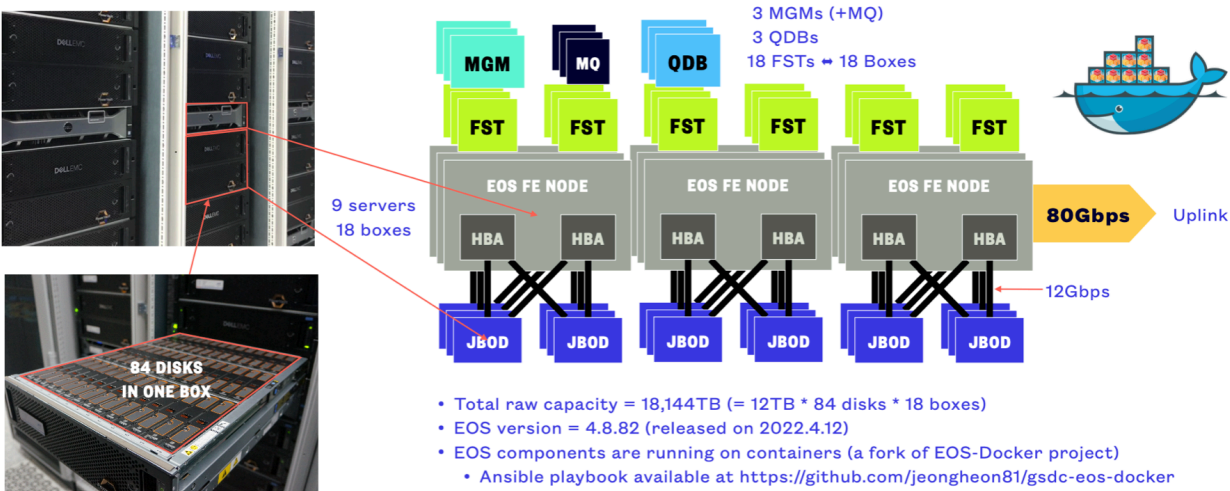 3 MGMs (+MQ)
3 QDBs
18 FSTs ⬌ 18 Boxes
MGM
MQ
QDB
FST
FST
FST
FST
FST
FST
EOS FE NODE
EOS FE NODE
EOS FE NODE
HBA
HBA
HBA
HBA
HBA
HBA
80Gbps
Uplink
9 servers
18 boxes
12Gbps
JBOD
JBOD
JBOD
JBOD
JBOD
JBOD
DELLEMC
DELLEMC
DELLEMC
DELLEMC
84 DISKS
IN ONE BOX
• Total raw capacity = 18,144TB (= 12TB * 84 disks * 18 boxes)
• EOS version = 4.8.82 (released on 2022.4.12)
• EOS components are running on containers (a fork of EOS-Docker project)
• Ansible playbook available at https://github.com/jeongheon81/gsdc-eos-docker